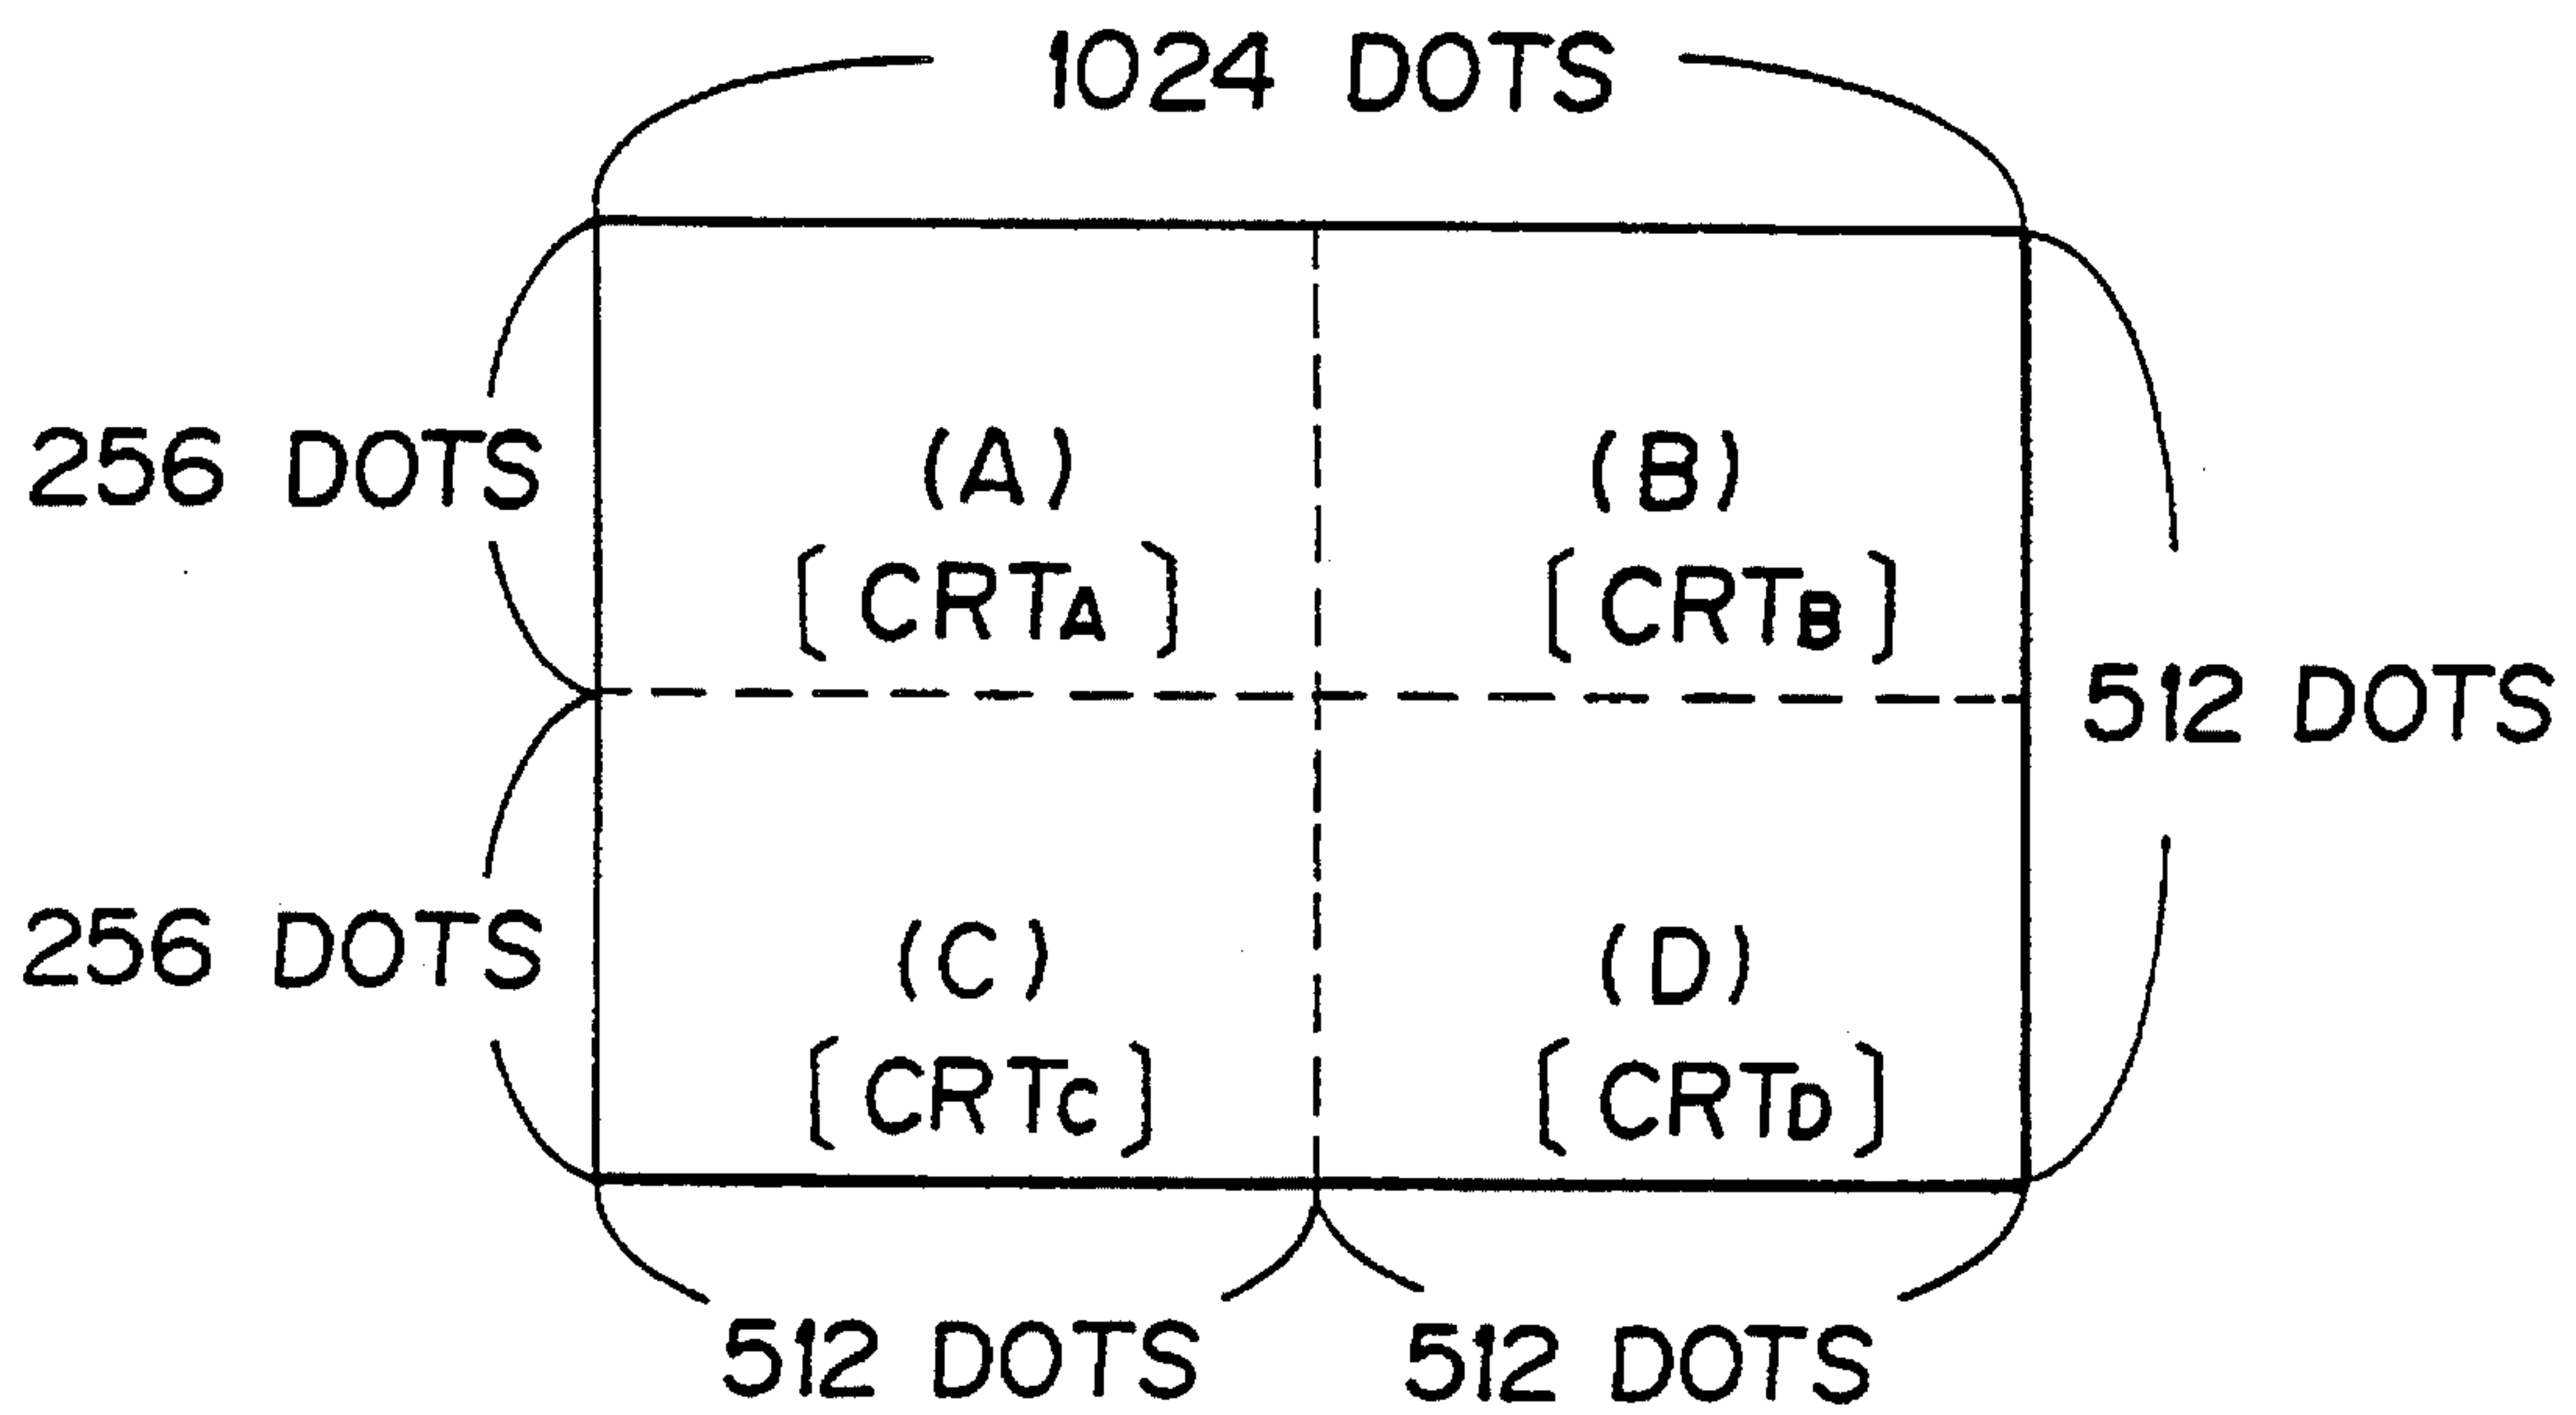 1024 DOTS
256 DOTS
(A)
[CRTA]
(B)
[CRTB]
512 DOTS
256 DOTS
(C)
[CRTC]
(D)
[CRTD]
512 DOTS
512 DOTS